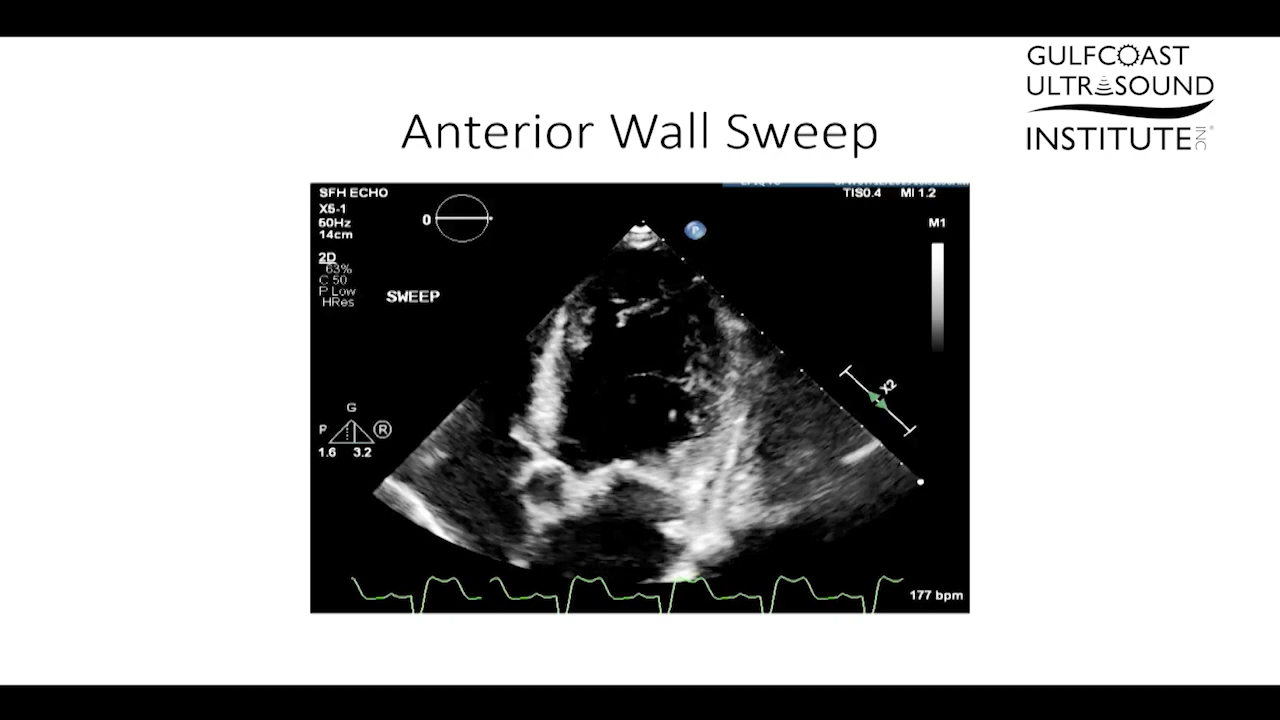 GULFCOAST
ULTRASOUND
INSTITUTE INC
Anterior Wall Sweep
SFH ECHO
X5-1
50Hz
14cm
2D
63%
C 50
P Low
HRes
SWEEP
0
P
TIS0.4 MI 1.2
M1
X2
G
P R
1.6 3.2
177 bpm